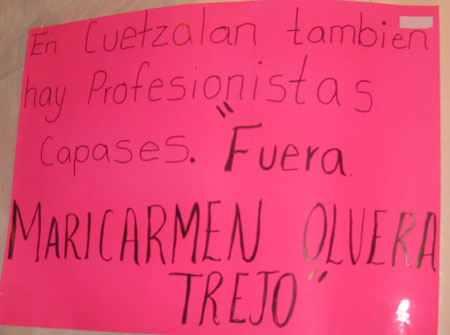 En Cuetzalan tambien
hay Profesionistas
Capases. "Fuera
MARICARMEN OLVERA
TREJO"